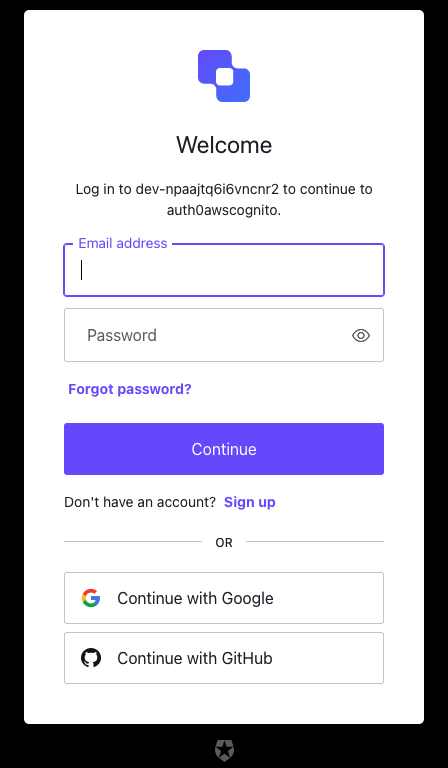 Welcome
Log in to dev-npaajtq6i6vncnr2 to continue to
auth0awscognito.
Email address
Password
Forgot password?
Continue
Don't have an account? Sign up
OR
Continue with Google
Continue with GitHub